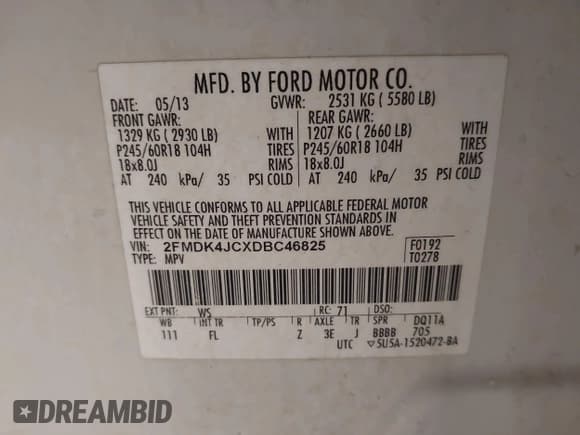 MFD. BY FORD MOTOR CO.
DATE: 05/13 GVWR: 2531 KG ( 5580 LB)
FRONT GAWR: REAR GAWR:
1329 KG ( 2930 LB) WITH 1207 KG ( 2660 LB) WITH
P245/60R18 104H TIRES P245/60R18 104H TIRES
18x8.0J RIMS 18x8.0J RIMS
AT 240 kPa/ 35 PSI COLD AT 240 kPa/ 35 PSI COLD
THIS VEHICLE CONFORMS TO ALL APPLICABLE FEDERAL MOTOR
VEHICLE SAFETY AND THEFT PREVENTION STANDARDS IN
EFFECT ON THE DATE OF MANUFACTURE SHOWN ABOVE.
VIN: 2FMDK4JCXDBC46825 F0192
TYPE: MPV T0278
EXT PNT: WS RC: 71 DSO:
WB INT TR TP/PS R AXLE TR SPR DQ11A
111 FL Z 3E J BBBB 705
UTC ▽5U5A-1520472-BA
DREAMBID